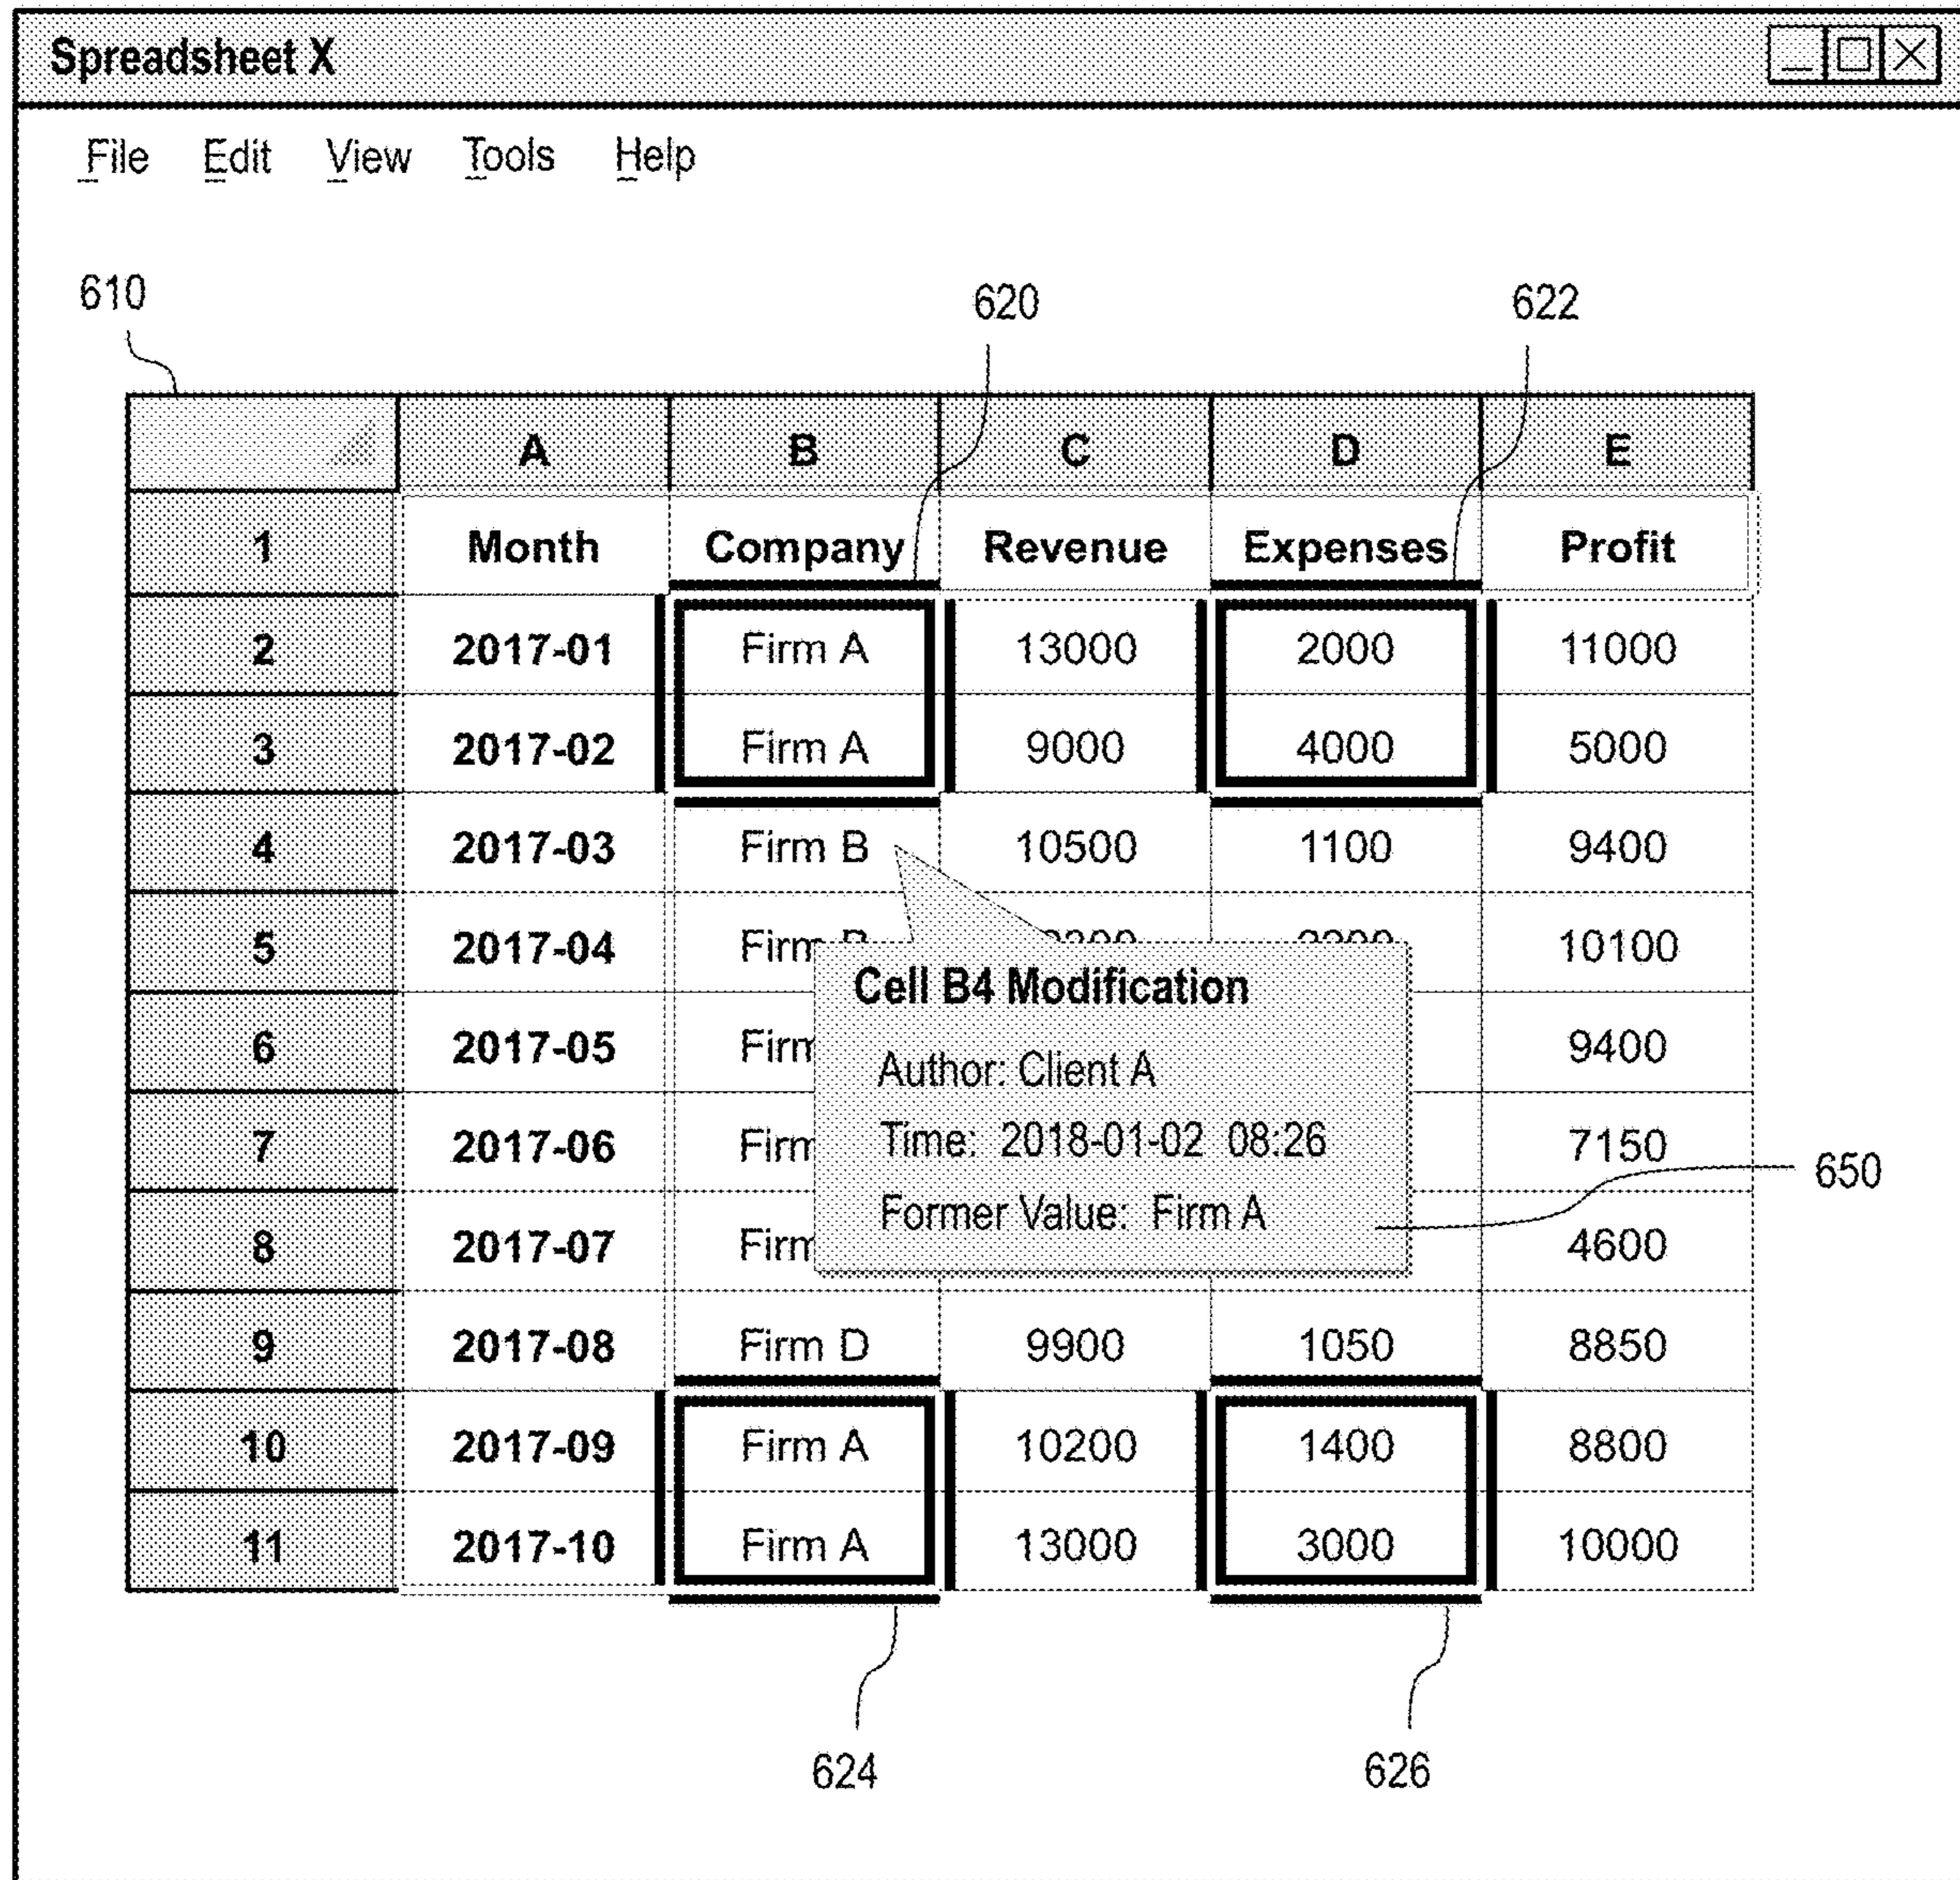 Spreadsheet X
File Edit View Tools Help
610 620 622
A B C D E
1 Month Company Revenue Expenses Profit
2 2017-01 Firm A 13000 2000 11000
3 2017-02 Firm A 9000 4000 5000
4 2017-03 Firm B 10500 1100 9400
5 2017-04 Firm 10100
Cell B4 Modification
6 2017-05 Firm 9400
Author: Client A
7 2017-06 Firm 7150
Time: 2018-01-02 08:26
650
Former Value: Firm A
8 2017-07 Firm 4600
9 2017-08 Firm D 9900 1050 8850
10 2017-09 Firm A 10200 1400 8800
11 2017-10 Firm A 13000 3000 10000
624 626